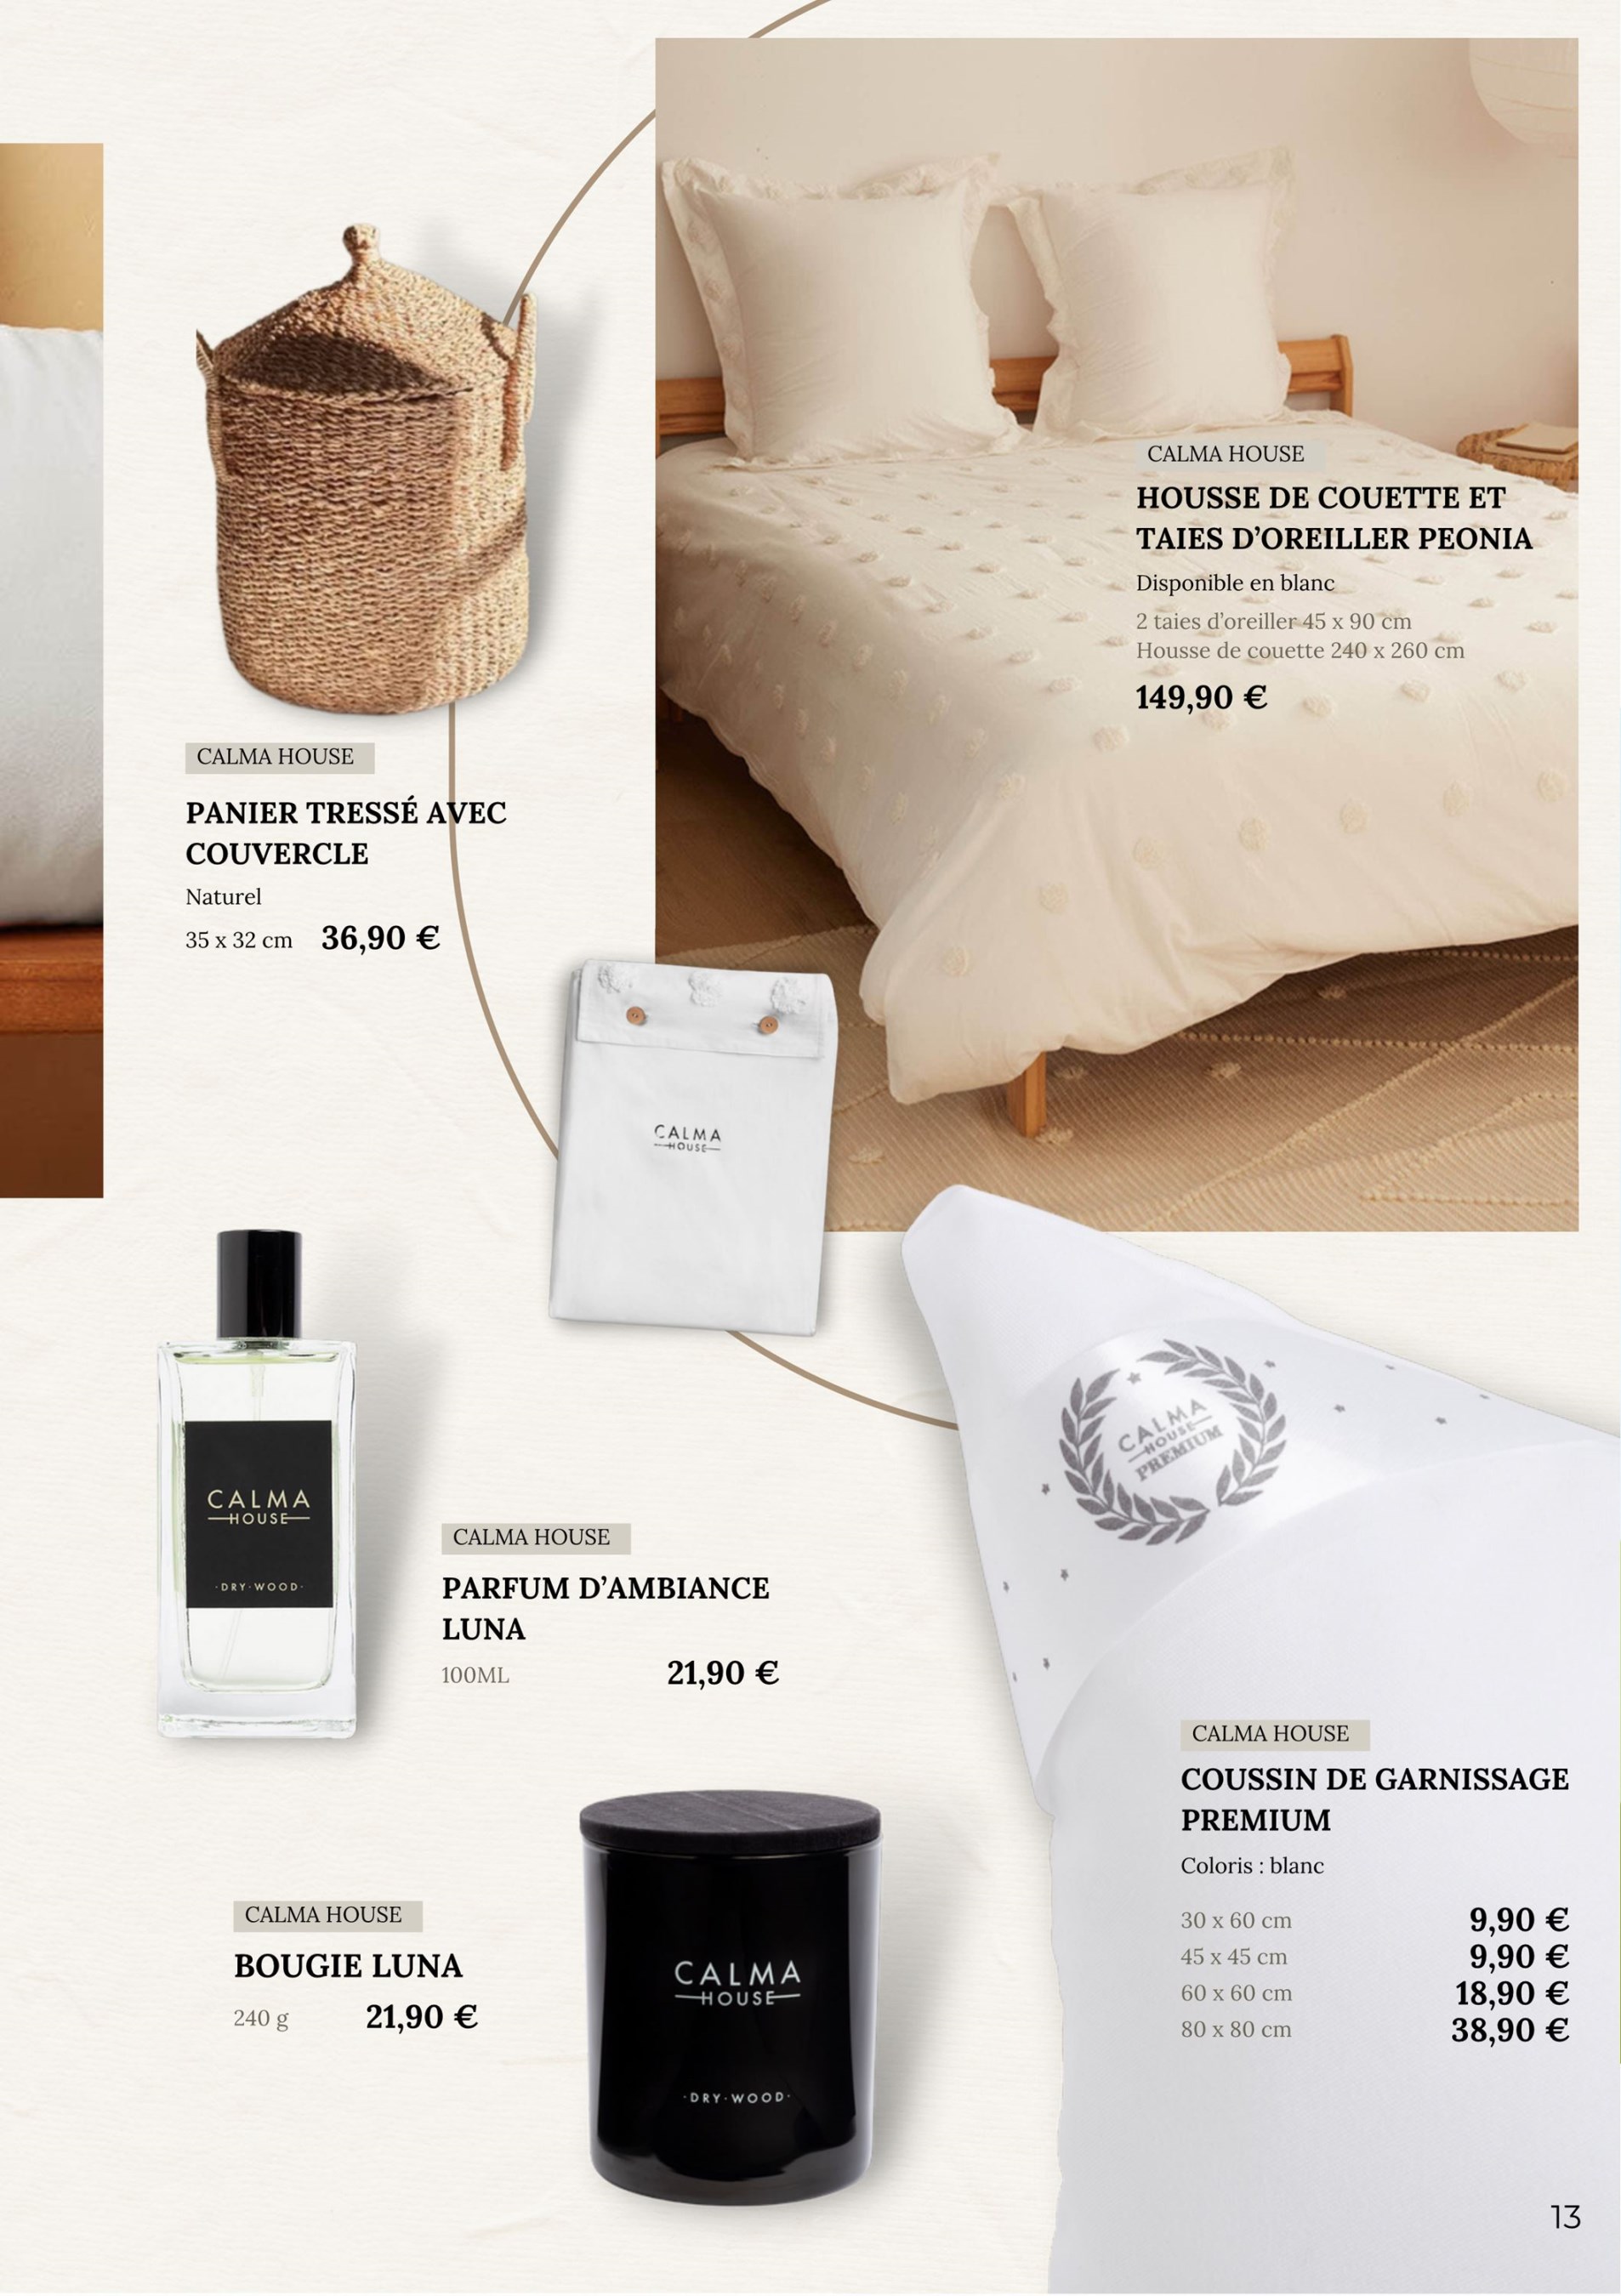 CALMA HOUSE
HOUSSE DE COUETTE ET
TAIES D’OREILLER PEONIA
Disponible en blanc
2 taies d’oreiller 45 x 90 cm
Housse de couette 240 x 260 cm
149,90 €
CALMA HOUSE
PANIER TRESSÉ AVEC
COUVERCLE
Naturel
35 x 32 cm 36,90 €
CALMA
HOUSE
CALMA
HOUSE
PREMIUM
CALMA
HOUSE
·DRY·WOOD·
CALMA HOUSE
PARFUM D’AMBIANCE
LUNA
100ML 21,90 €
CALMA HOUSE
COUSSIN DE GARNISSAGE
PREMIUM
Coloris : blanc
30 x 60 cm 9,90 €
45 x 45 cm 9,90 €
60 x 60 cm 18,90 €
80 x 80 cm 38,90 €
CALMA HOUSE
BOUGIE LUNA
240 g 21,90 €
CALMA
HOUSE
·DRY·WOOD·
13